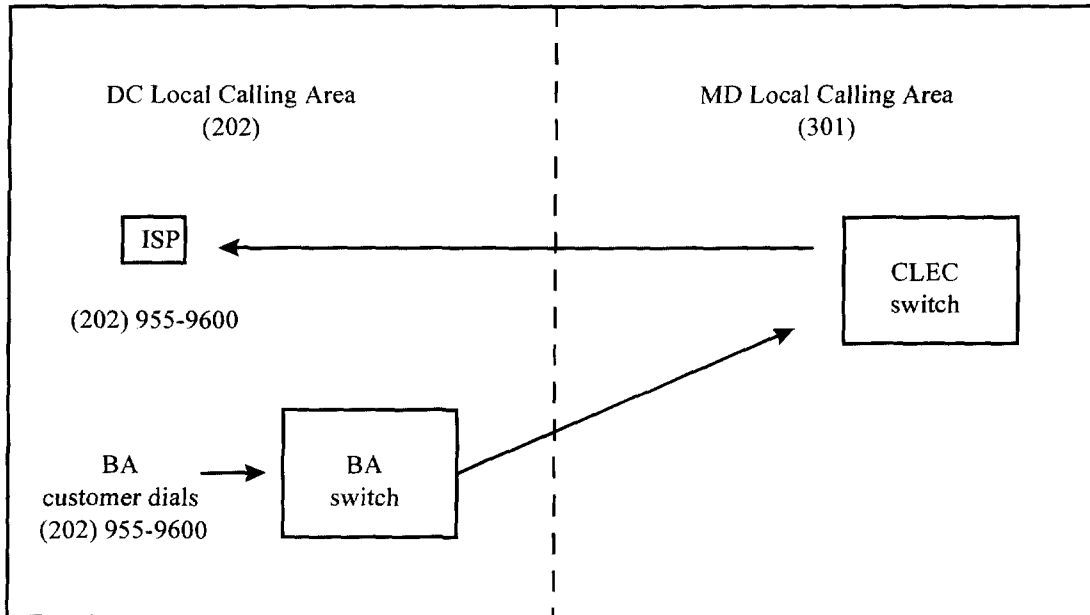 DC Local Calling Area
(202)
MD Local Calling Area
(301)
ISP
(202) 955-9600
CLEC
switch
BA
customer dials
(202) 955-9600
BA
switch